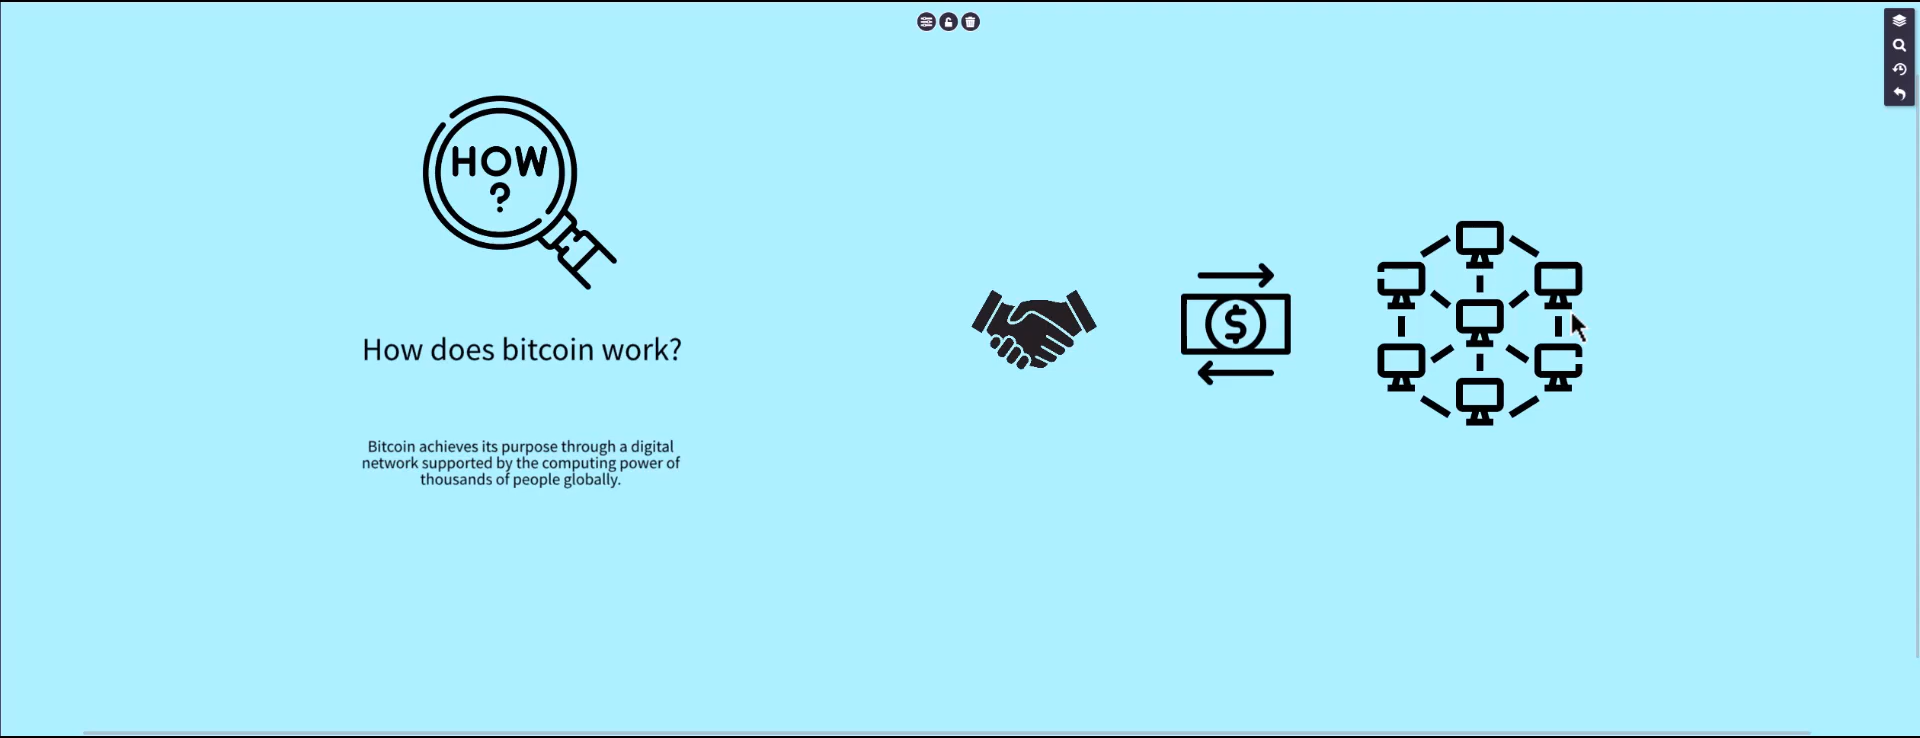 HOW
?
How does bitcoin work?
Bitcoin achieves its purpose through a digital
network supported by the computing power of
thousands of people globally.
$